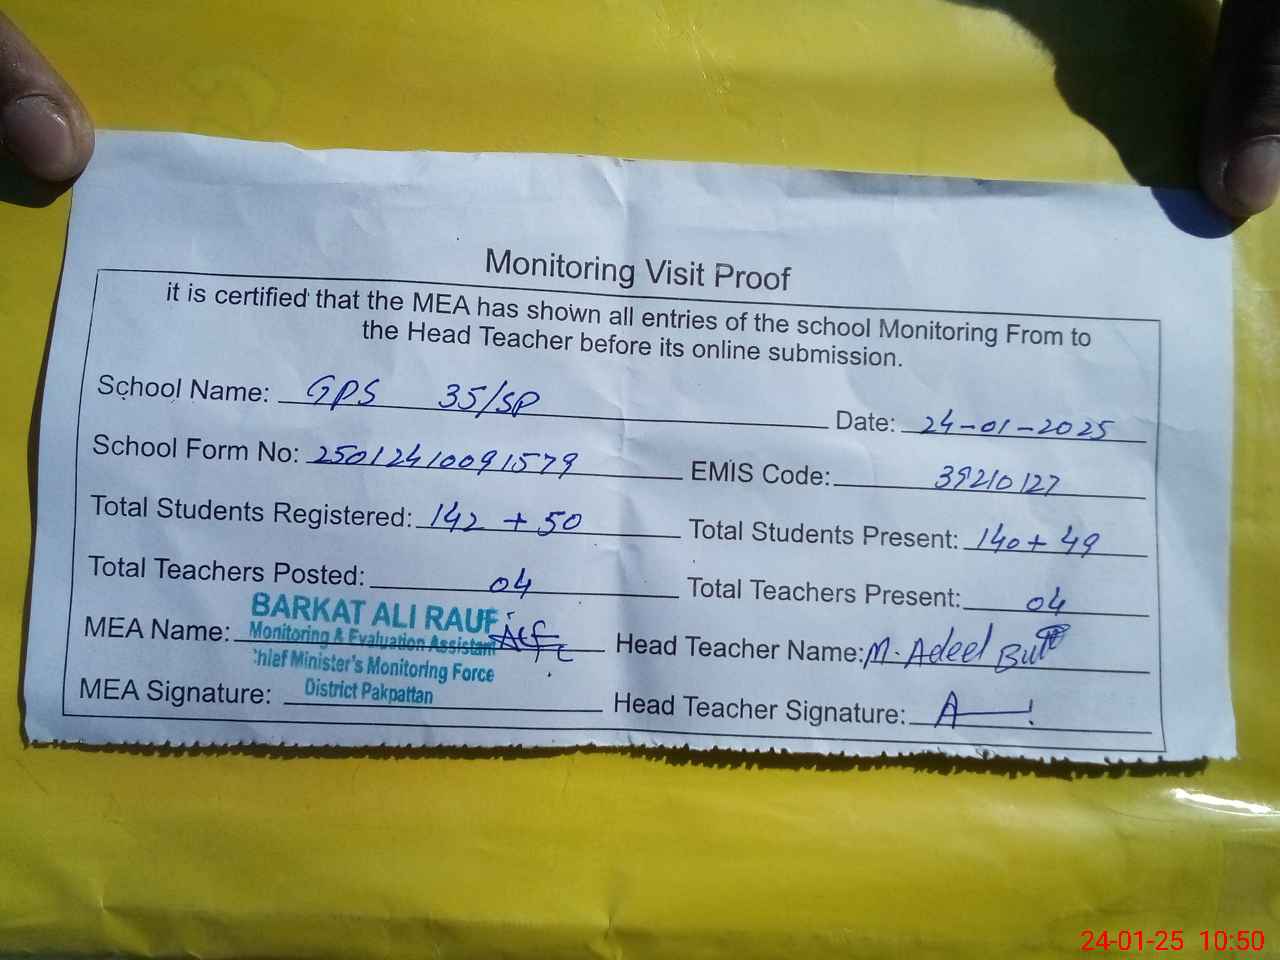 Monitoring Visit Proof
it is certified that the MEA has shown all entries of the school Monitoring From to
the Head Teacher before its online submission.
School Name: GPS 35/SP Date: 24-01-2025
School Form No: 25012410091579 EMIS Code: 39210127
Total Students Registered: 142 + 50 Total Students Present: 140 + 49
Total Teachers Posted: 04 Total Teachers Present: 04
MEA Name: Head Teacher Name: M. Adeel Butt
BARKAT ALI RAUF
Monitoring & Evaluation Assistant
Chief Minister's Monitoring Force
District Pakpattan
MEA Signature: Head Teacher Signature:
24-01-25 10:50